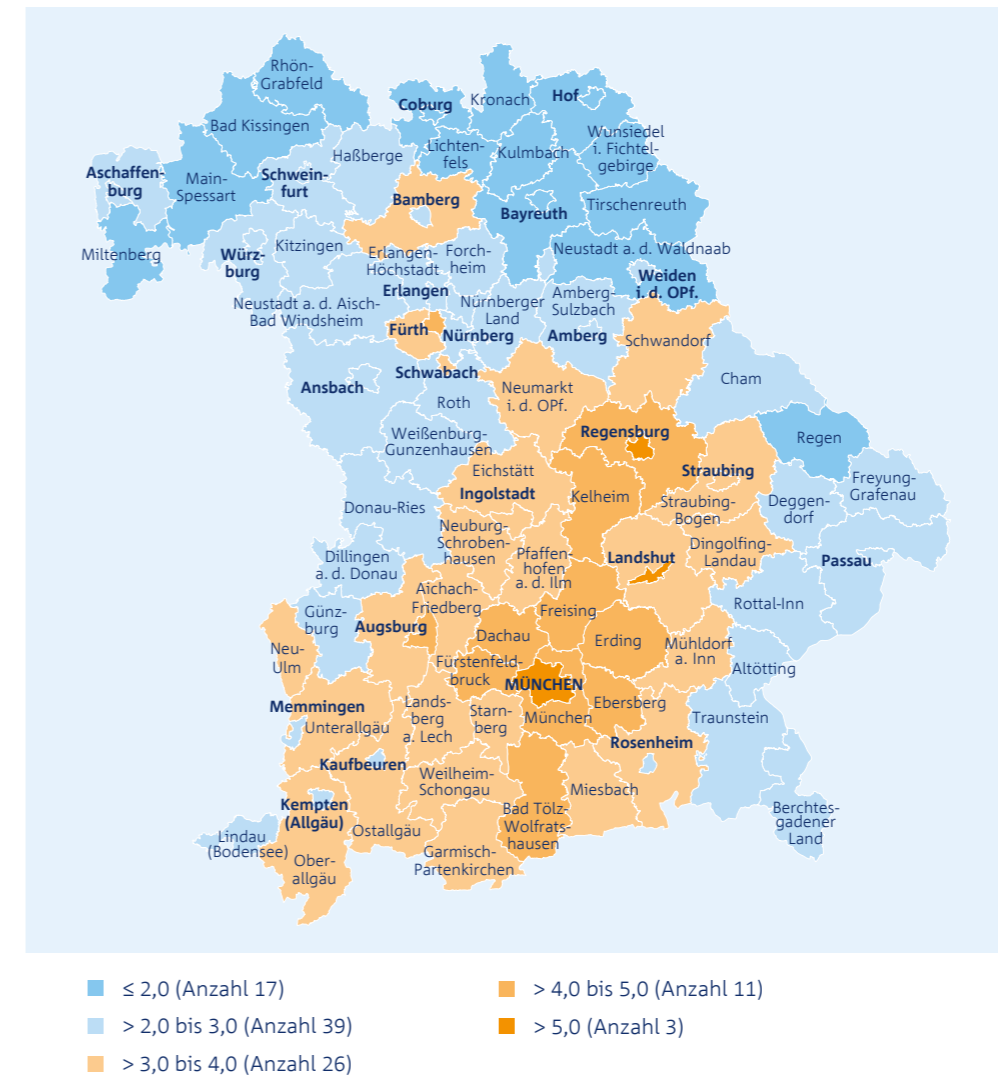 Rhön-
Grabfeld
Coburg
Kronach
Hof
Bad Kissingen
Wunsiedel
i. Fichtel-
gebirge
Haßberge
Lichten-
fels
Kulmbach
Aschaffen-
burg
Main-
Spessart
Schwein-
furt
Bamberg
Bayreuth
Tirschenreuth
Miltenberg
Würz-
burg
Kitzingen
Erlangen-
Höchstadt
Forch-
heim
Neustadt a. d. Waldnaab
Weiden
i. d. OPf.
Erlangen
Neustadt a. d. Aisch-
Bad Windsheim
Nürnberger
Land
Amberg-
Sulzbach
Fürth
Nürnberg
Amberg
Schwandorf
Ansbach
Schwabach
Roth
Neumarkt
i. d. OPf.
Cham
Weißenburg-
Gunzenhausen
Regensburg
Regen
Eichstätt
Ingolstadt
Kelheim
Straubing
Straubing-
Bogen
Deggen-
dorf
Freyung-
Grafenau
Donau-Ries
Neuburg-
Schroben-
hausen
Pfaffen-
hofen
a. d. Ilm
Landshut
Dingolfing-
Landau
Passau
Dillingen
a. d. Donau
Aichach-
Friedberg
Freising
Rottal-Inn
Günz-
burg
Augsburg
Dachau
Erding
Mühldorf
a. Inn
Altötting
Neu-
Ulm
Fürstenfeld-
bruck
MÜNCHEN
Memmingen
Unterallgäu
Lands-
berg
a. Lech
Starn-
berg
München
Ebersberg
Traunstein
Rosenheim
Kaufbeuren
Weilheim-
Schongau
Miesbach
Kempten
(Allgäu)
Ostallgäu
Bad Tölz-
Wolfrats-
hausen
Berchtes-
gadener
Land
Lindau
(Bodensee)
Ober-
allgäu
Garmisch-
Partenkirchen
≤ 2,0 (Anzahl 17)
> 2,0 bis 3,0 (Anzahl 39)
> 3,0 bis 4,0 (Anzahl 26)
> 4,0 bis 5,0 (Anzahl 11)
> 5,0 (Anzahl 3)